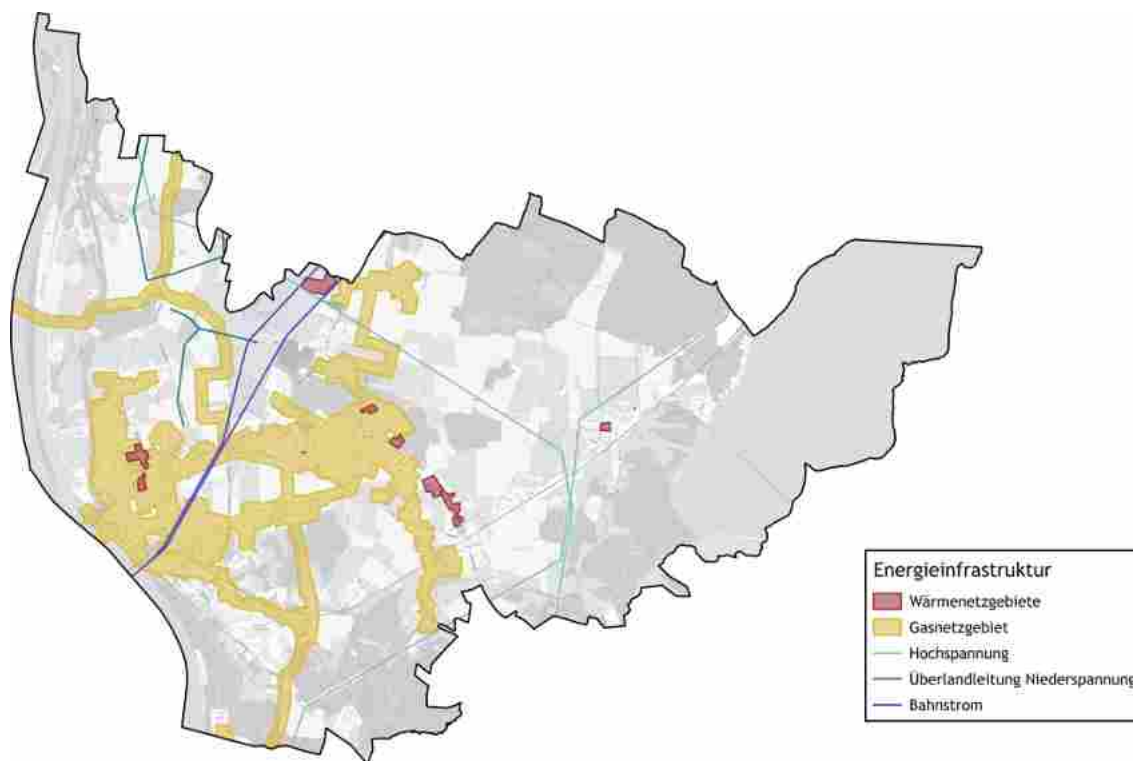 Energieinfrastruktur
Wärmenetzgebiete
Gasnetzgebiet
Hochspannung
Überlandleitung Niederspannung
Bahnstrom